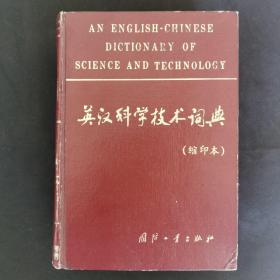 AN ENGLISH-CHINESE
DICTIONARY OF
SCIENCE AND TECHNOLOGY
英汉科学技术词典
(缩印本)
国防工业出版社